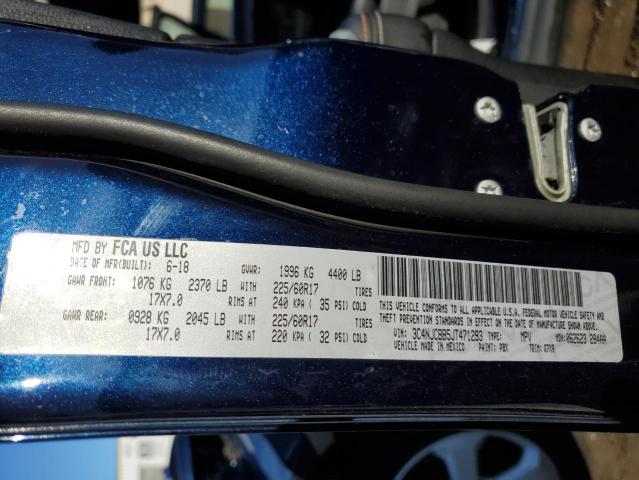 MFD BY FCA US LLC
DATE OF MFR(BUILT): 6-18 GVWR: 1996 KG 4400 LB
GAWR FRONT: 1076 KG 2370 LB WITH 225/60R17 TIRES
17X7.0 RIMS AT 240 KPA ( 35 PSI) COLD
GAWR REAR: 0928 KG 2045 LB WITH 225/60R17 TIRES
17X7.0 RIMS AT 220 KPA ( 32 PSI) COLD
THIS VEHICLE CONFORMS TO ALL APPLICABLE U.S.A. FEDERAL MOTOR VEHICLE SAFETY AND
THEFT PREVENTION STANDARDS IN EFFECT ON THE DATE OF MANUFACTURE SHOWN ABOVE.
VIN: 3C4NJCBB5JT471293 TYPE: MPV MDH: 062623 284AA
VEHICLE MADE IN MEXICO PAINT: PBX TRIM: